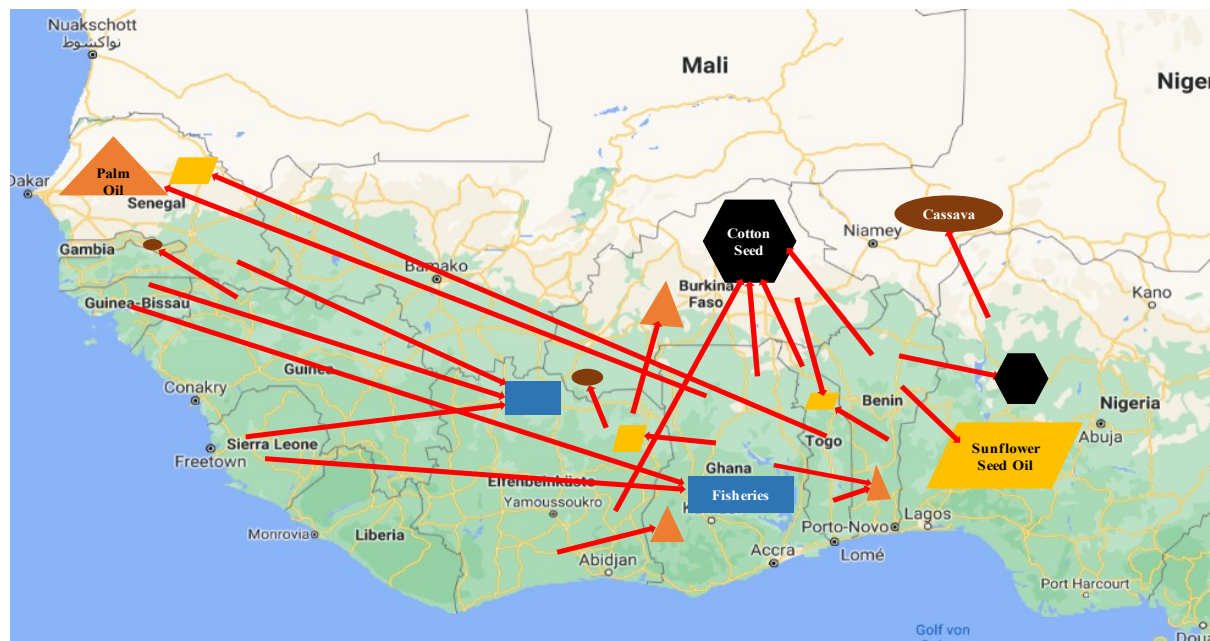 Nuakschott
نواكشوط
Mali
Niger
Palm
Oil
Dakar
Senegal
Cassava
Cotton
Seed
Niamey
Gambia
Bamako
Burkina
Faso
Kano
Guinea-Bissau
Guinea
Conakry
Benin
Nigeria
Abuja
Sierra Leone
Freetown
Togo
Sunflower
Seed Oil
Ghana
Elfenbeinküste
Fisheries
Yamoussoukro
Lagos
Porto-Novo
Monrovia
Liberia
Abidjan
Accra
Lomé
Port Harcourt
Golf von